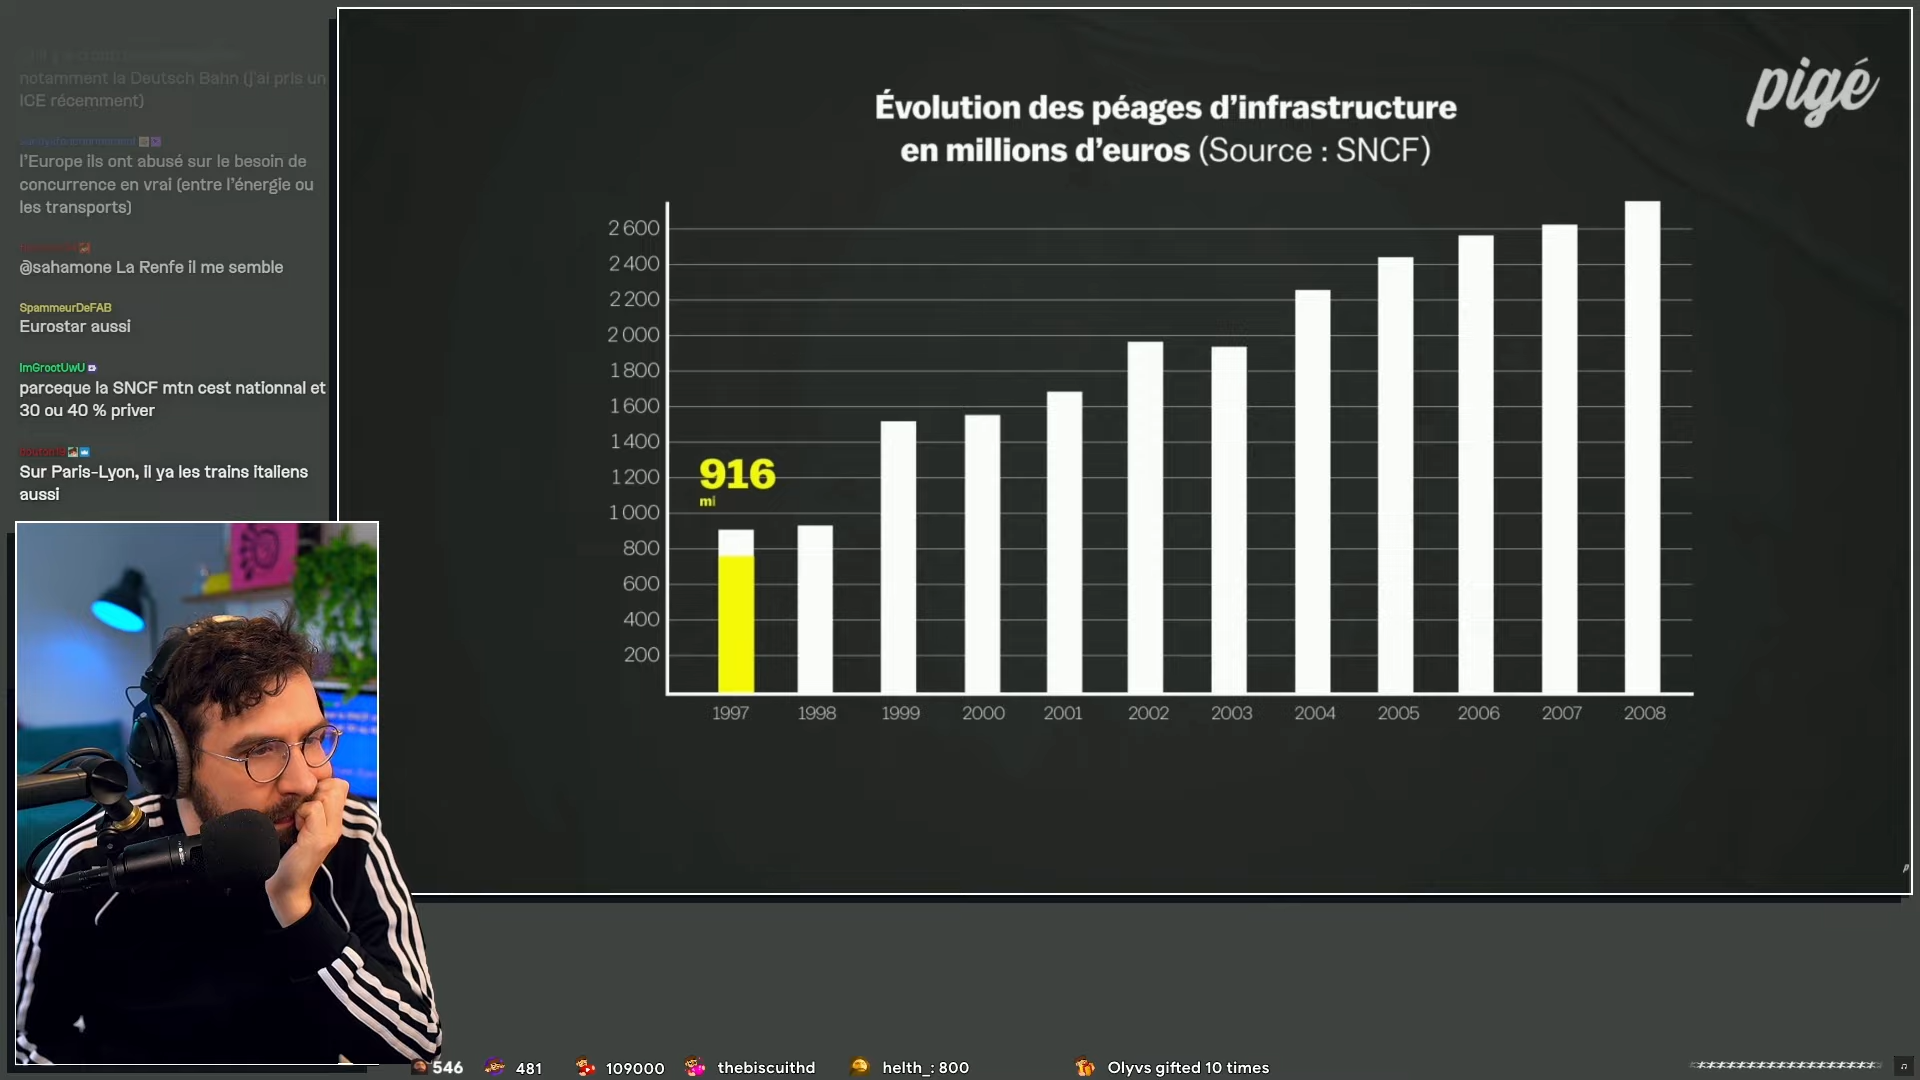 notamment la Deutsch Bahn (j'ai pris un
ICE récemment)
l'Europe ils ont abusé sur le besoin de
concurrence en vrai (entre l'énergie ou
les transports)
@sahamone La Renfe il me semble
SpammeurDeFAB
Eurostar aussi
ImGrootUwU
parceque la SNCF mtn cest nationnal et
30 ou 40 % priver
Sur Paris-Lyon, il ya les trains italiens
aussi
pigé
Évolution des péages d'infrastructure
en millions d'euros (Source : SNCF)
2 600
2 400
2 200
2 000
1 800
1 600
1 400
1 200
1 000
800
600
400
200
916
mi
1997 1998 1999 2000 2001 2002 2003 2004 2005 2006 2007 2008
546 481 109000 thebiscuithd helth_: 800 Olyvs gifted 10 times